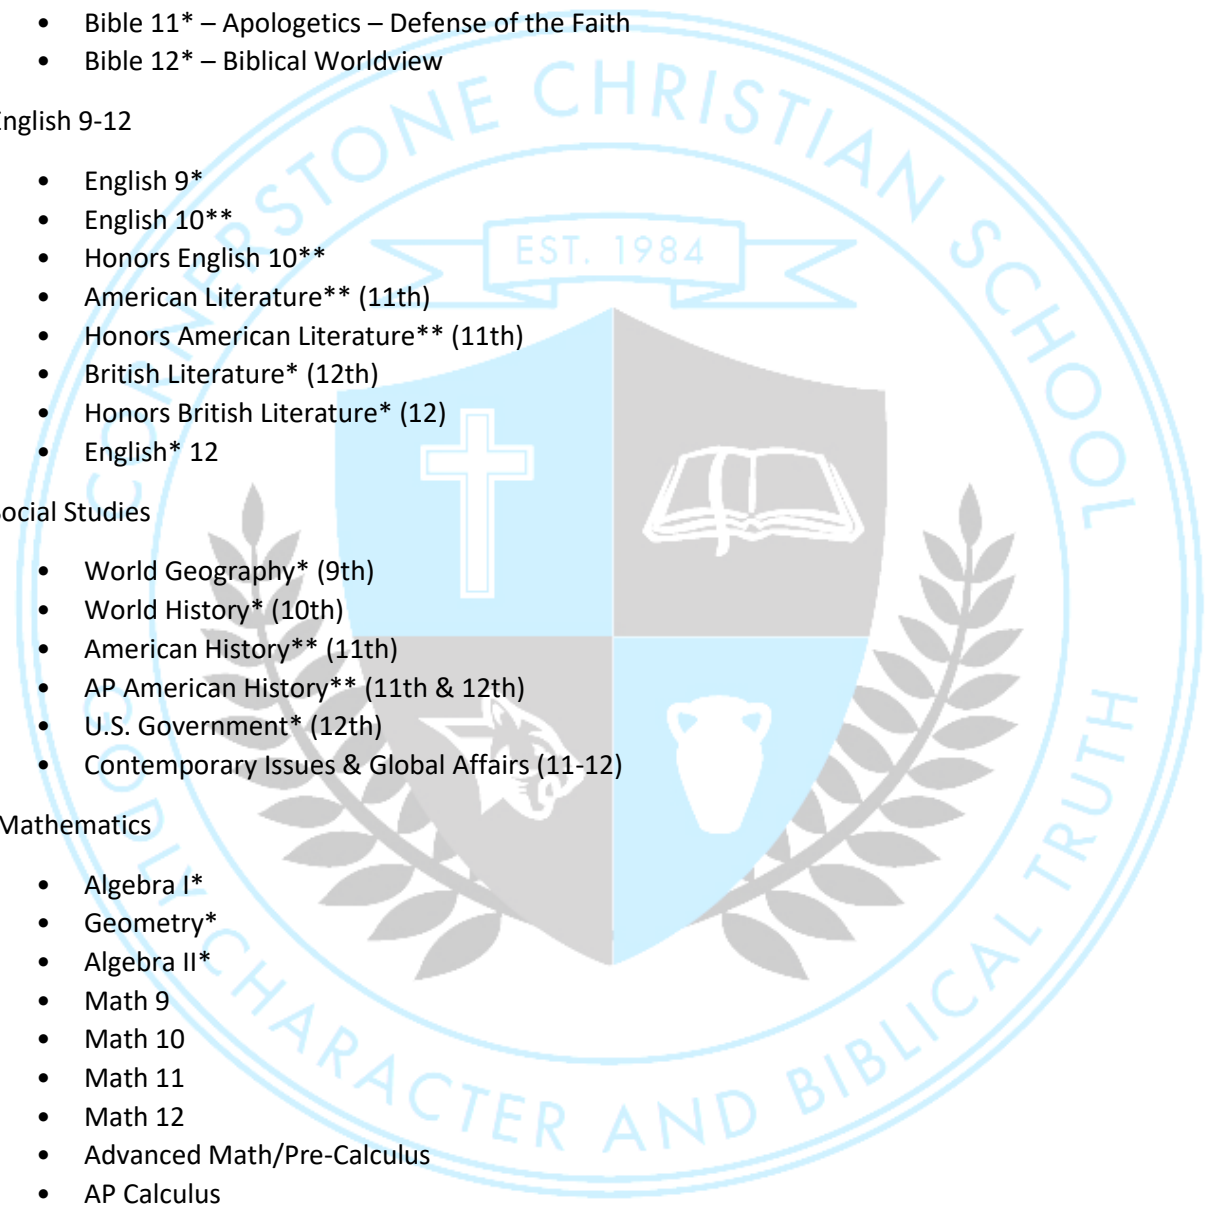 • Bible 11* – Apologetics – Defense of the Faith
• Bible 12* – Biblical Worldview
English 9-12
• English 9*
• English 10**
• Honors English 10**
• American Literature** (11th)
• Honors American Literature** (11th)
• British Literature* (12th)
• Honors British Literature* (12)
• English* 12
Social Studies
• World Geography* (9th)
• World History* (10th)
• American History** (11th)
• AP American History** (11th & 12th)
• U.S. Government* (12th)
• Contemporary Issues & Global Affairs (11-12)
Mathematics
• Algebra I*
• Geometry*
• Algebra II*
• Math 9
• Math 10
• Math 11
• Math 12
• Advanced Math/Pre-Calculus
• AP Calculus
CORNERSTONE CHRISTIAN SCHOOL
EST. 1984
GODLY CHARACTER AND BIBLICAL TRUTH